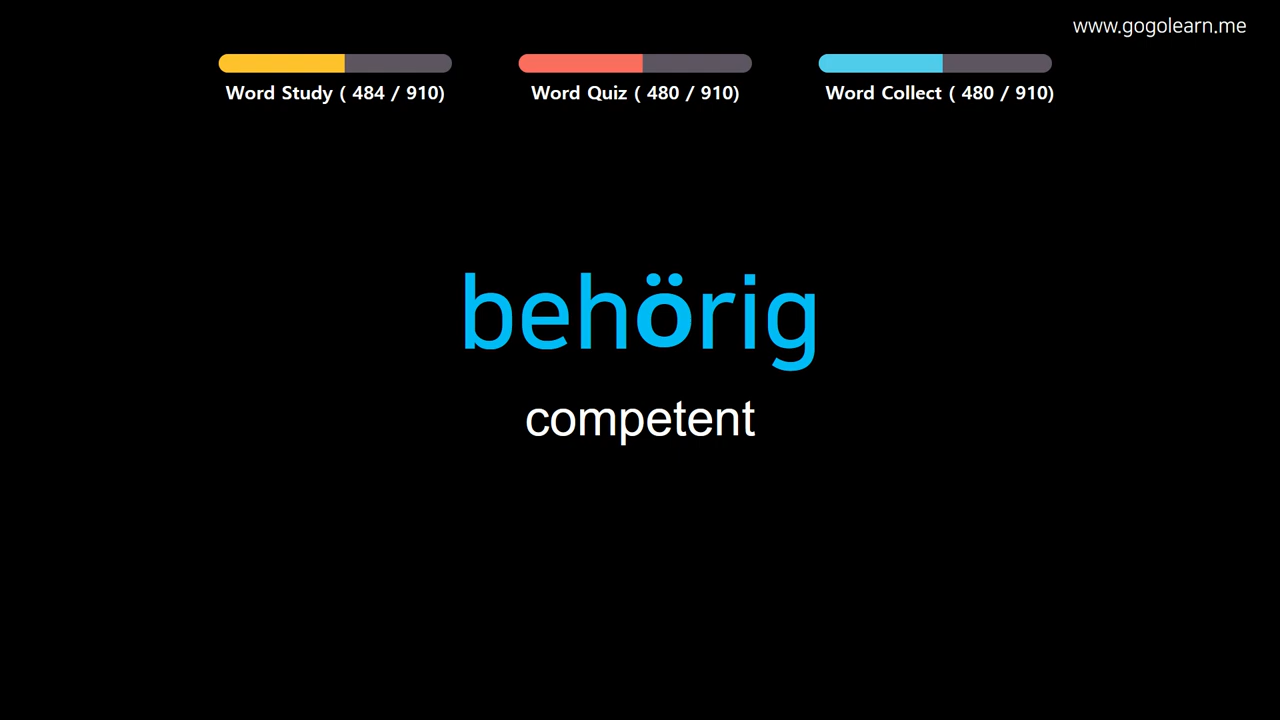 www.gogolearn.me
Word Study ( 484 / 910)
Word Quiz ( 480 / 910)
Word Collect ( 480 / 910)
behörig
competent